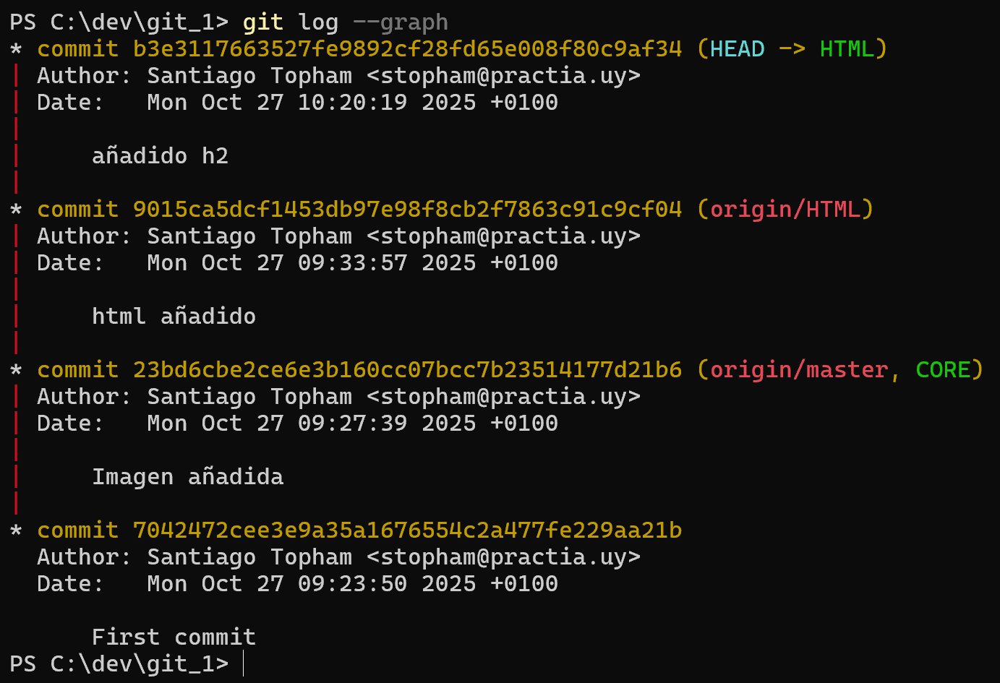 PS C:\dev\git_1> git log --graph
* commit b3e3117663527fe9892cf28fd65e008f80c9af34 (HEAD -> HTML)
| Author: Santiago Topham <stopham@practia.uy>
| Date:   Mon Oct 27 10:20:19 2025 +0100
|
|     añadido h2
|
* commit 9015ca5dcf1453db97e98f8cb2f7863c91c9cf04 (origin/HTML)
| Author: Santiago Topham <stopham@practia.uy>
| Date:   Mon Oct 27 09:33:57 2025 +0100
|
|     html añadido
|
* commit 23bd6cbe2ce6e3b160cc07bcc7b23514177d21b6 (origin/master, CORE)
| Author: Santiago Topham <stopham@practia.uy>
| Date:   Mon Oct 27 09:27:39 2025 +0100
|
|     Imagen añadida
|
* commit 7042472cee3e9a35a1676554c2a477fe229aa21b
  Author: Santiago Topham <stopham@practia.uy>
  Date:   Mon Oct 27 09:23:50 2025 +0100

      First commit
PS C:\dev\git_1>